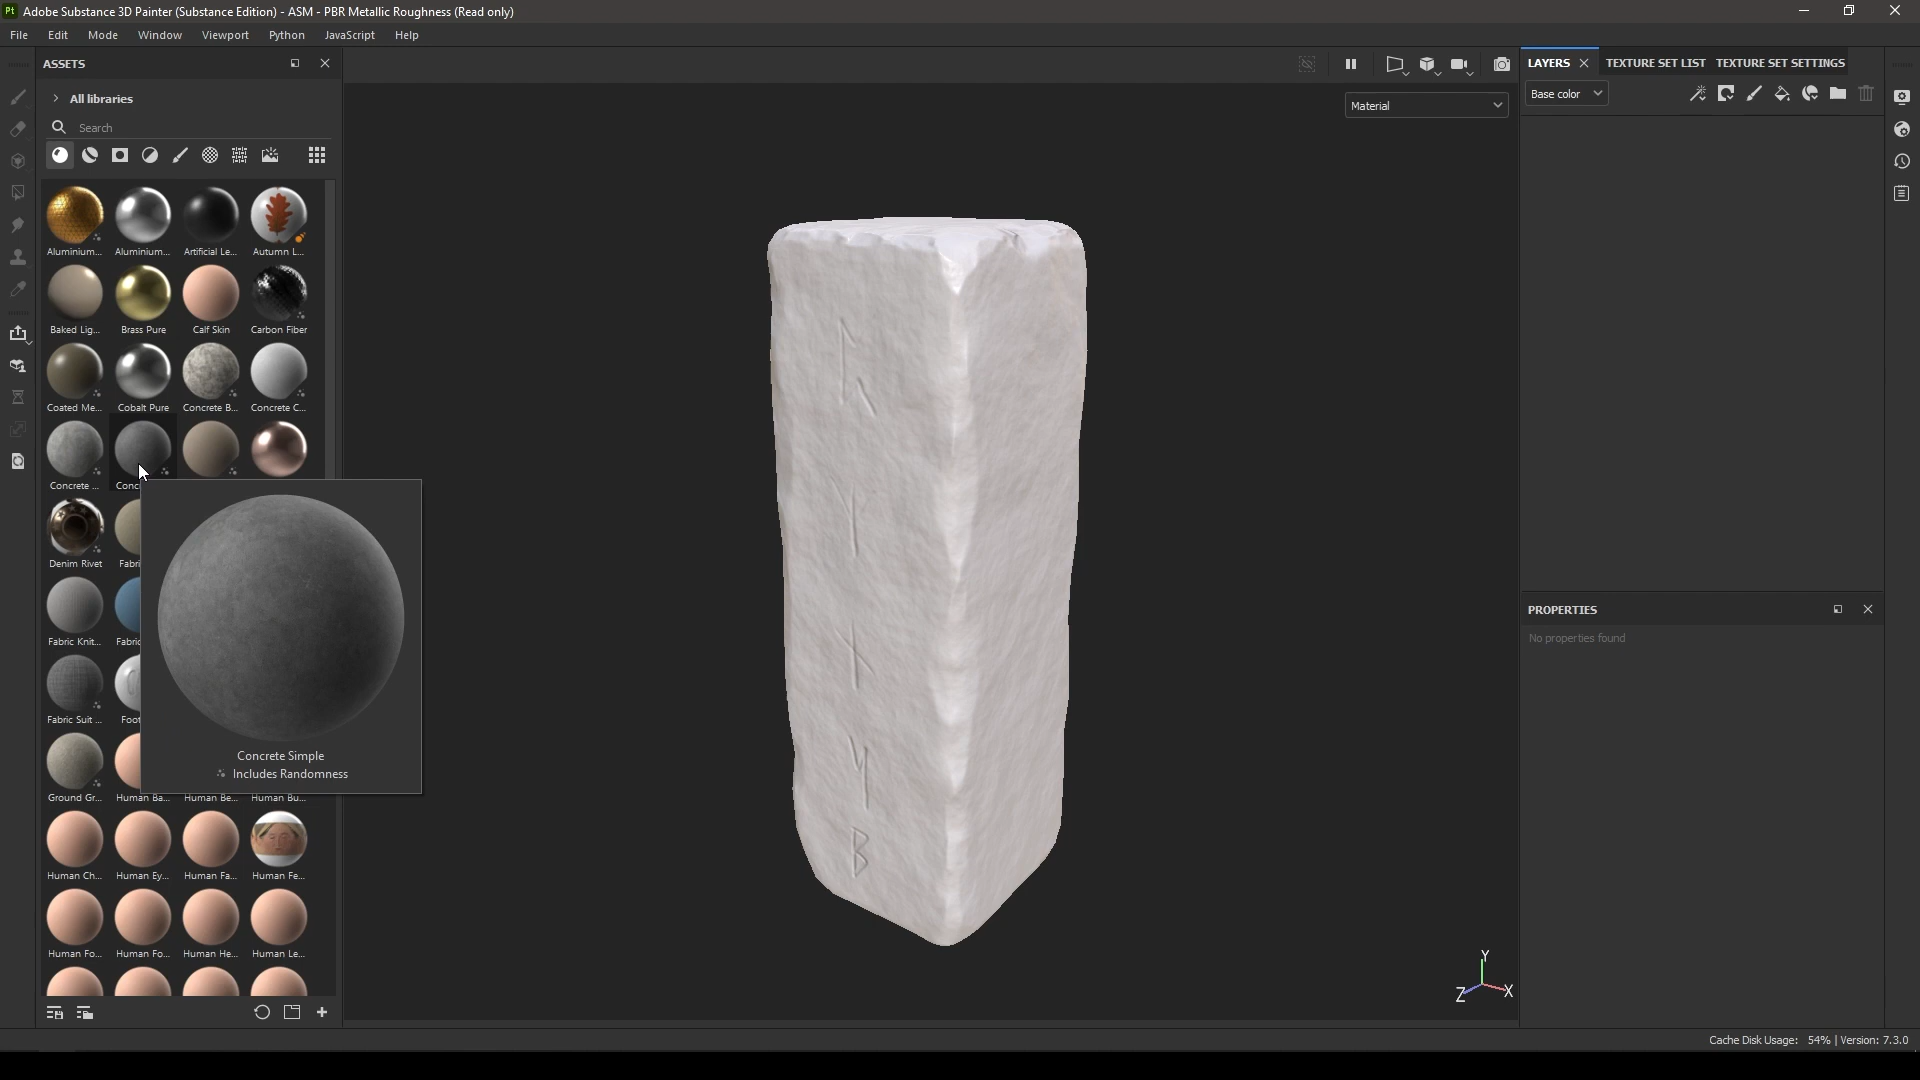 Pt Adobe Substance 3D Painter (Substance Edition) - ASM - PBR Metallic Roughness (Read only)
File Edit Mode Window Viewport Python JavaScript Help
ASSETS
All libraries
Search
Aluminium... Aluminium... Artificial Le... Autumn L...
Baked Lig... Brass Pure Calf Skin Carbon Fiber
Coated Me... Cobalt Pure Concrete B... Concrete C...
Concrete ... Conc
Denim Rivet Fabri
Fabric Knit... Fabric
Fabric Suit ... Foot
Concrete Simple
Includes Randomness
Ground Gr... Human Ba... Human Be... Human Bu...
Human Ch... Human Ey... Human Fa... Human Fe...
Human Fo... Human Fo... Human He... Human Le...
Material
Y
Z X
LAYERS TEXTURE SET LIST TEXTURE SET SETTINGS
Base color
PROPERTIES
No properties found
Cache Disk Usage: 54% | Version: 7.3.0